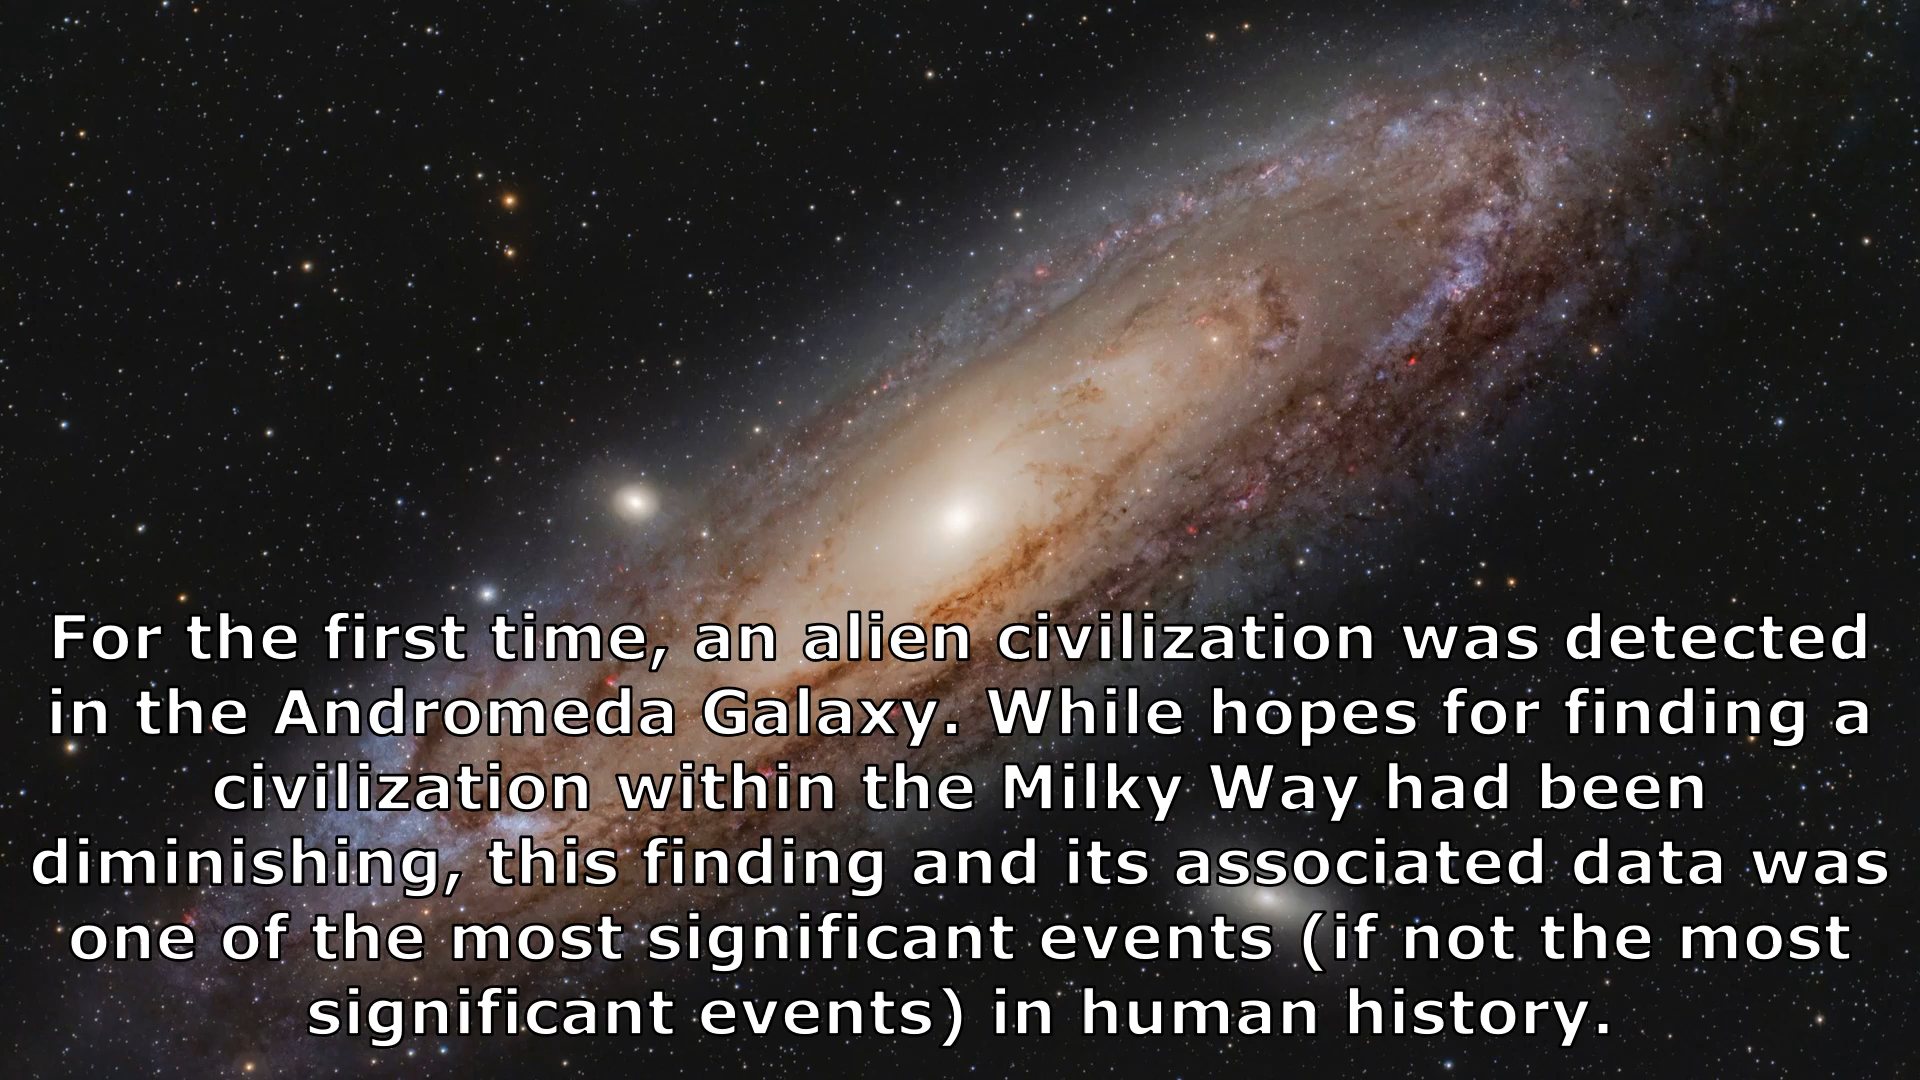 For the first time, an alien civilization was detected
in the Andromeda Galaxy. While hopes for finding a
civilization within the Milky Way had been
diminishing, this finding and its associated data was
one of the most significant events (if not the most
significant events) in human history.